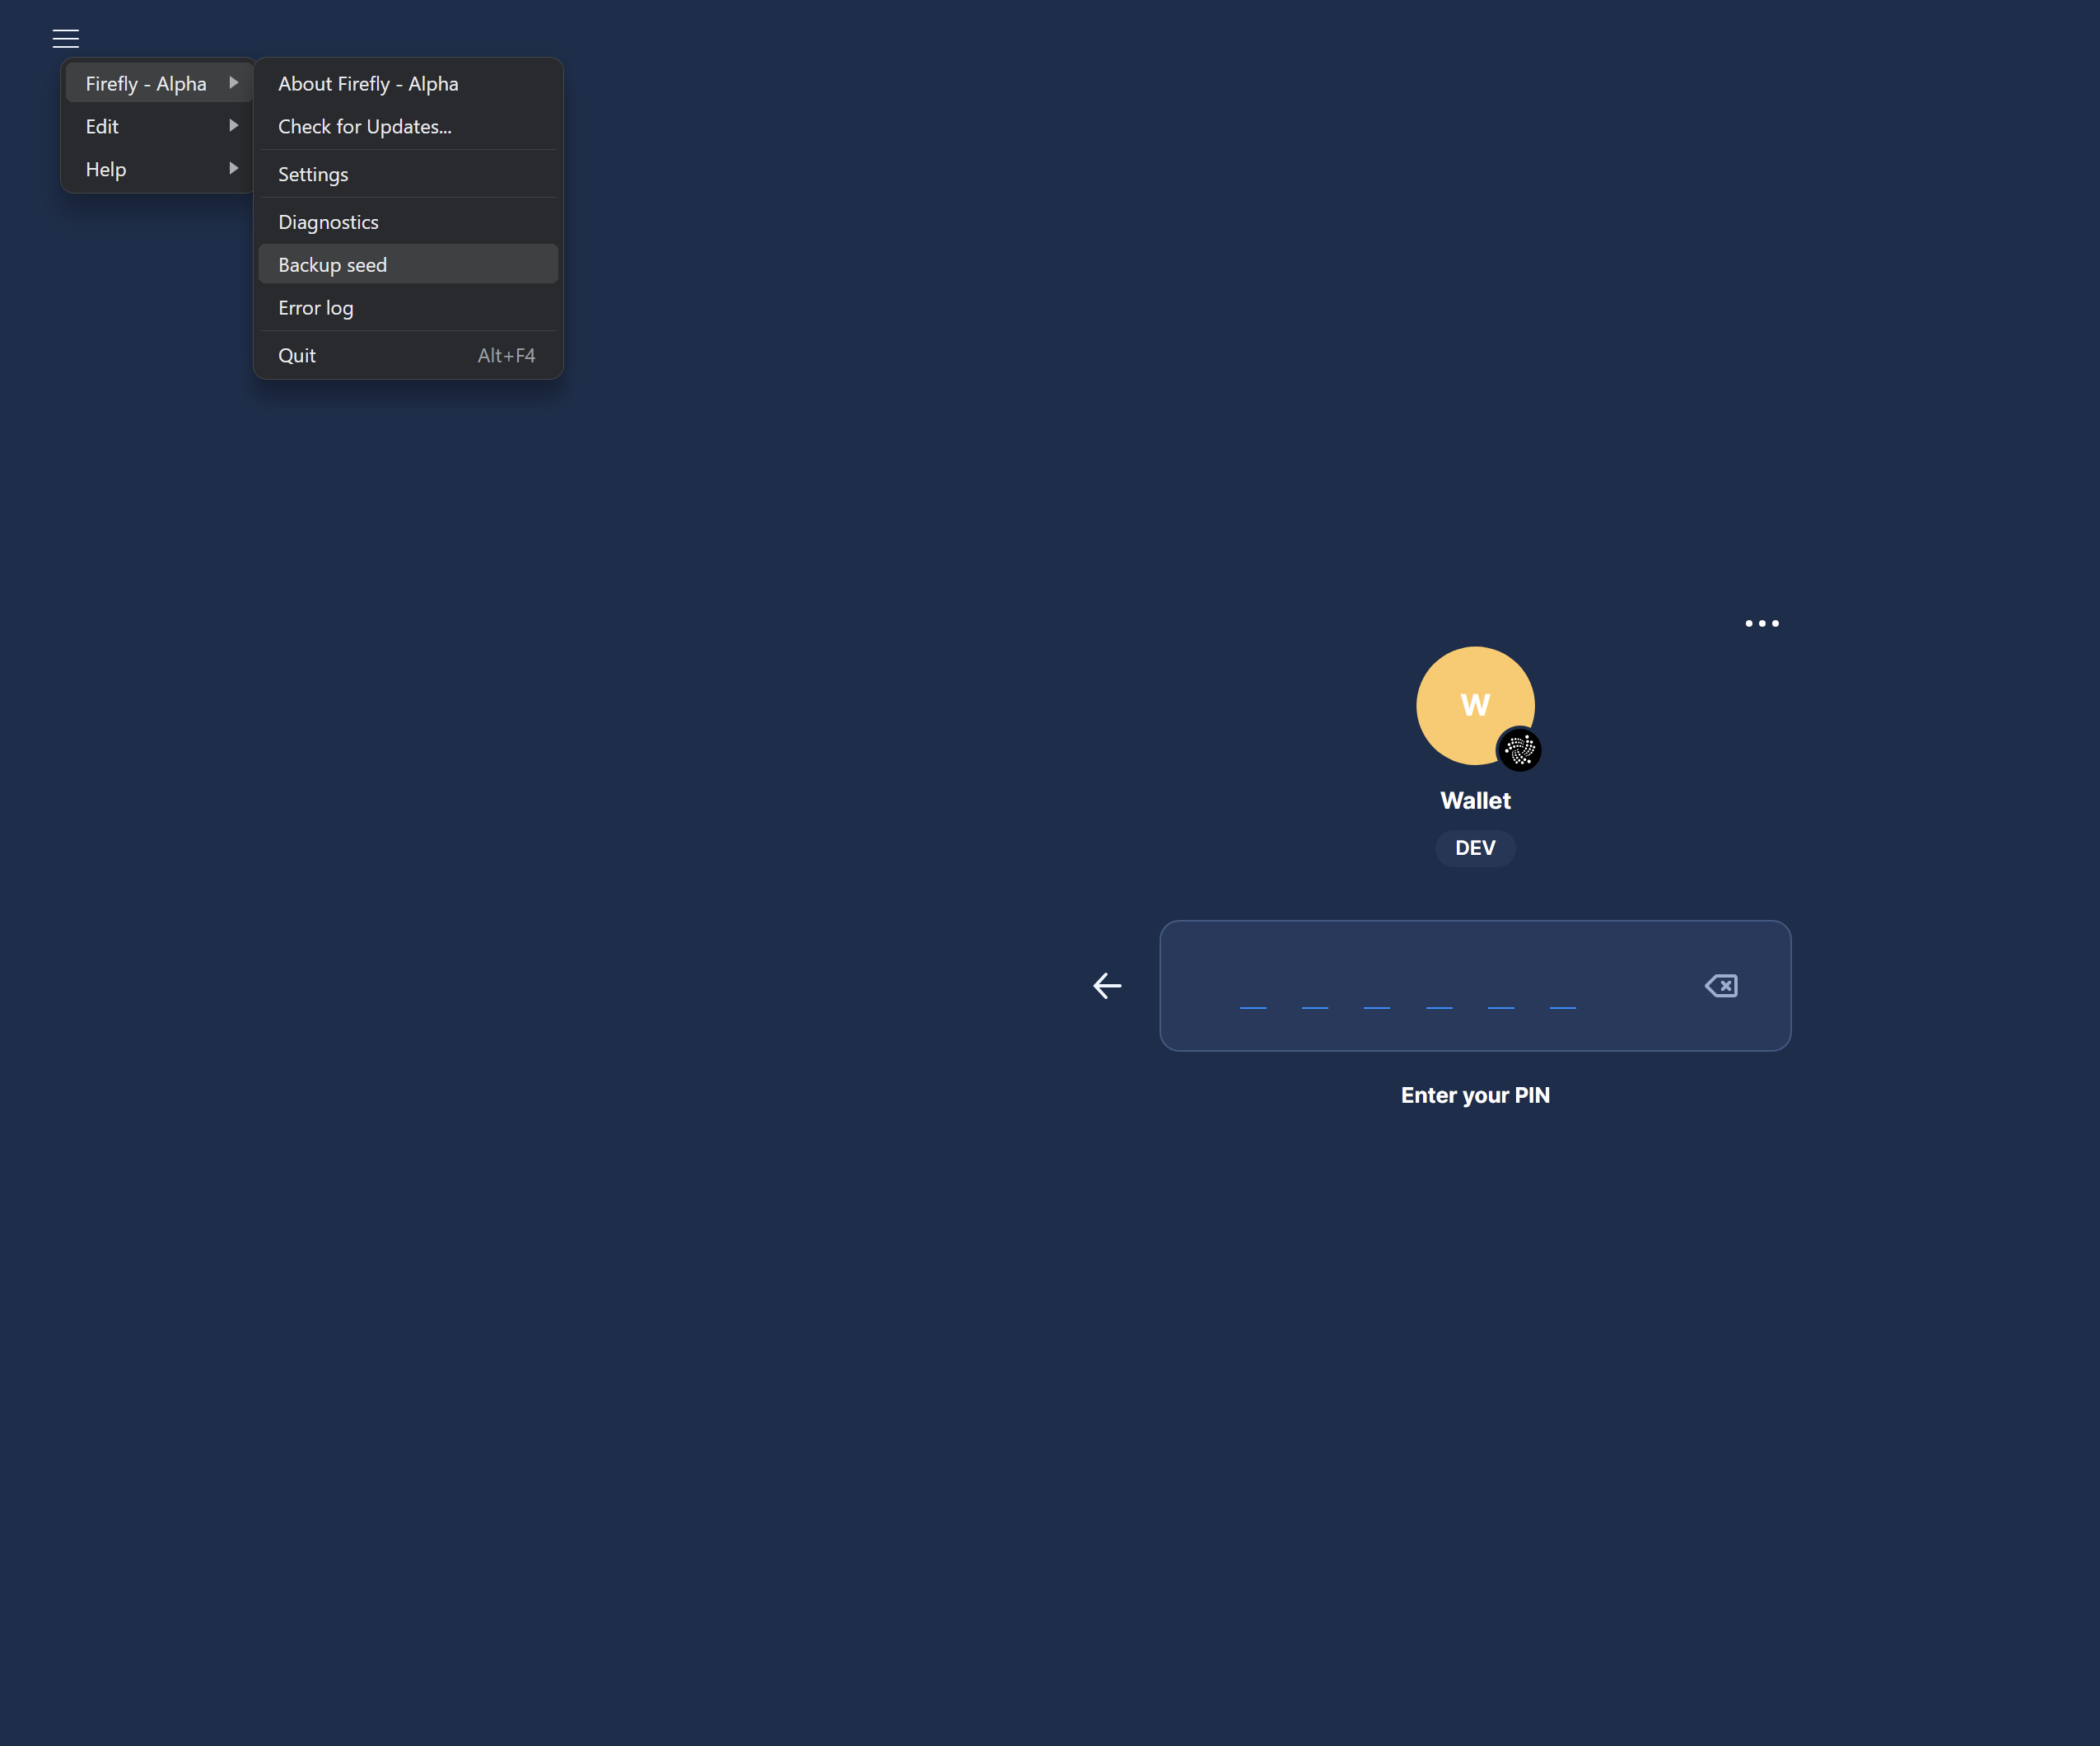 Firefly - Alpha
Edit
Help
About Firefly - Alpha
Check for Updates...
Settings
Diagnostics
Backup seed
Error log
Quit Alt+F4
W
Wallet
DEV
Enter your PIN